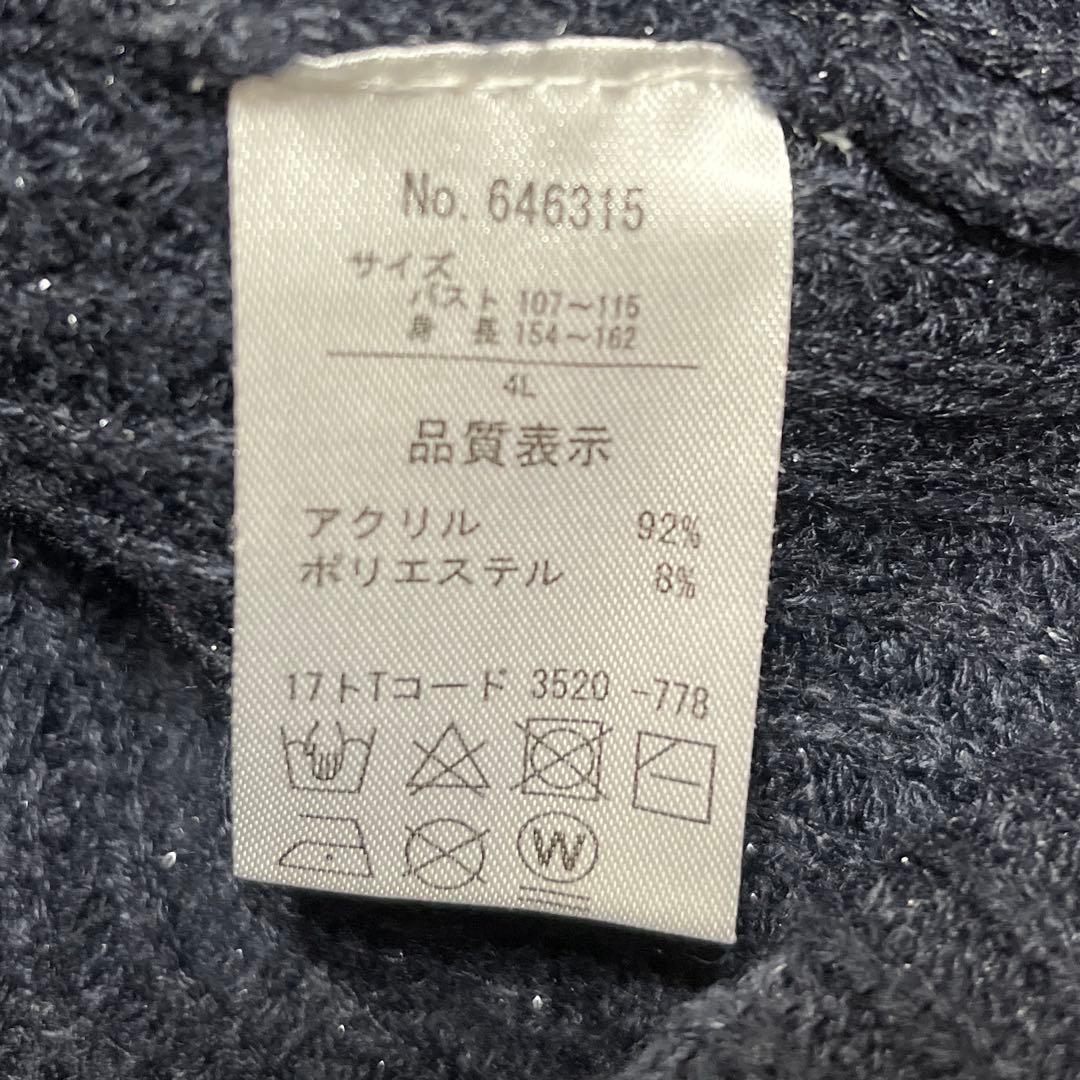 No. 646315
サイズ
バスト 107～115
身 長 154～162
4L
品質表示
アクリル 92%
ポリエステル 8%
17トTコード 3520 -778
W